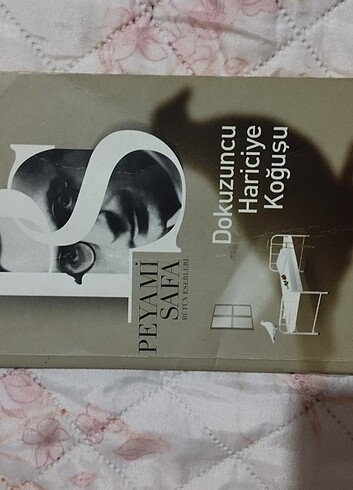 PEYAMİ
SAFA
BÜTÜN ESERLERİ
Dokuzuncu
Hariciye
Koğuşu